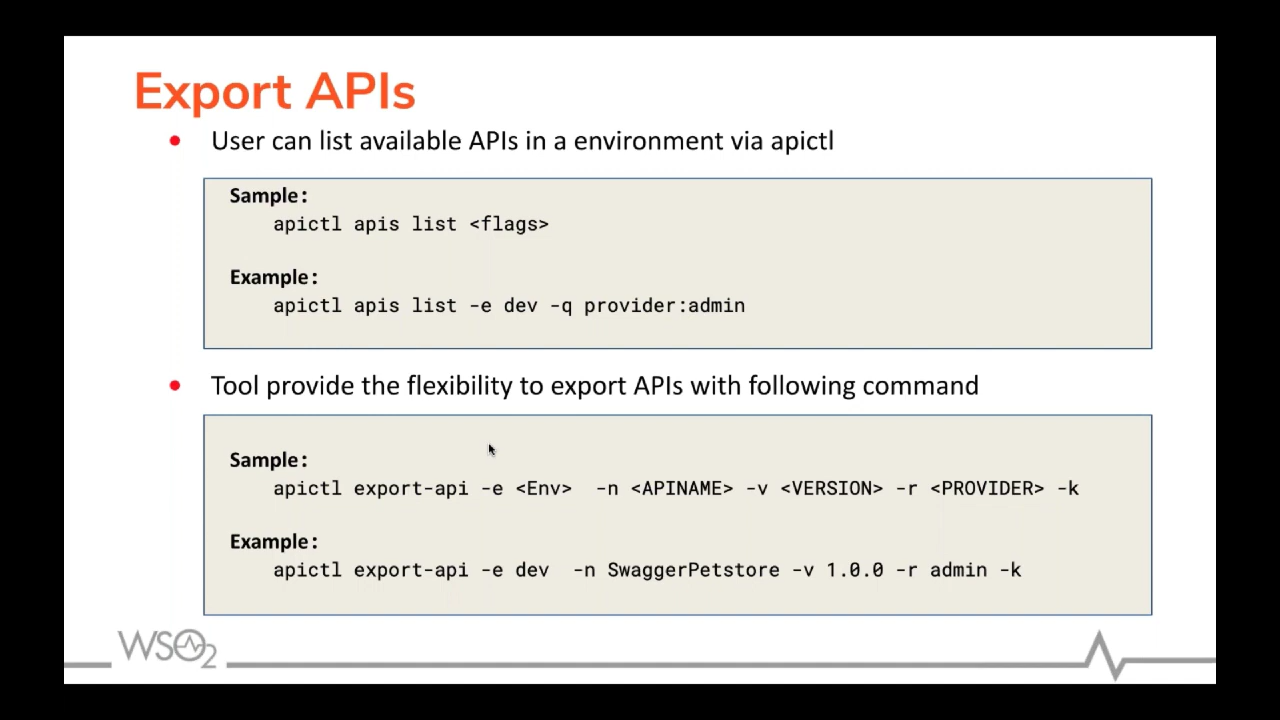 Export APIs
User can list available APIs in a environment via apictl
Sample:
apictl apis list <flags>
Example:
apictl apis list -e dev -q provider:admin
Tool provide the flexibility to export APIs with following command
Sample:
apictl export-api -e <Env>  -n <APINAME> -v <VERSION> -r <PROVIDER> -k
Example:
apictl export-api -e dev  -n SwaggerPetstore -v 1.0.0 -r admin -k
WSO2